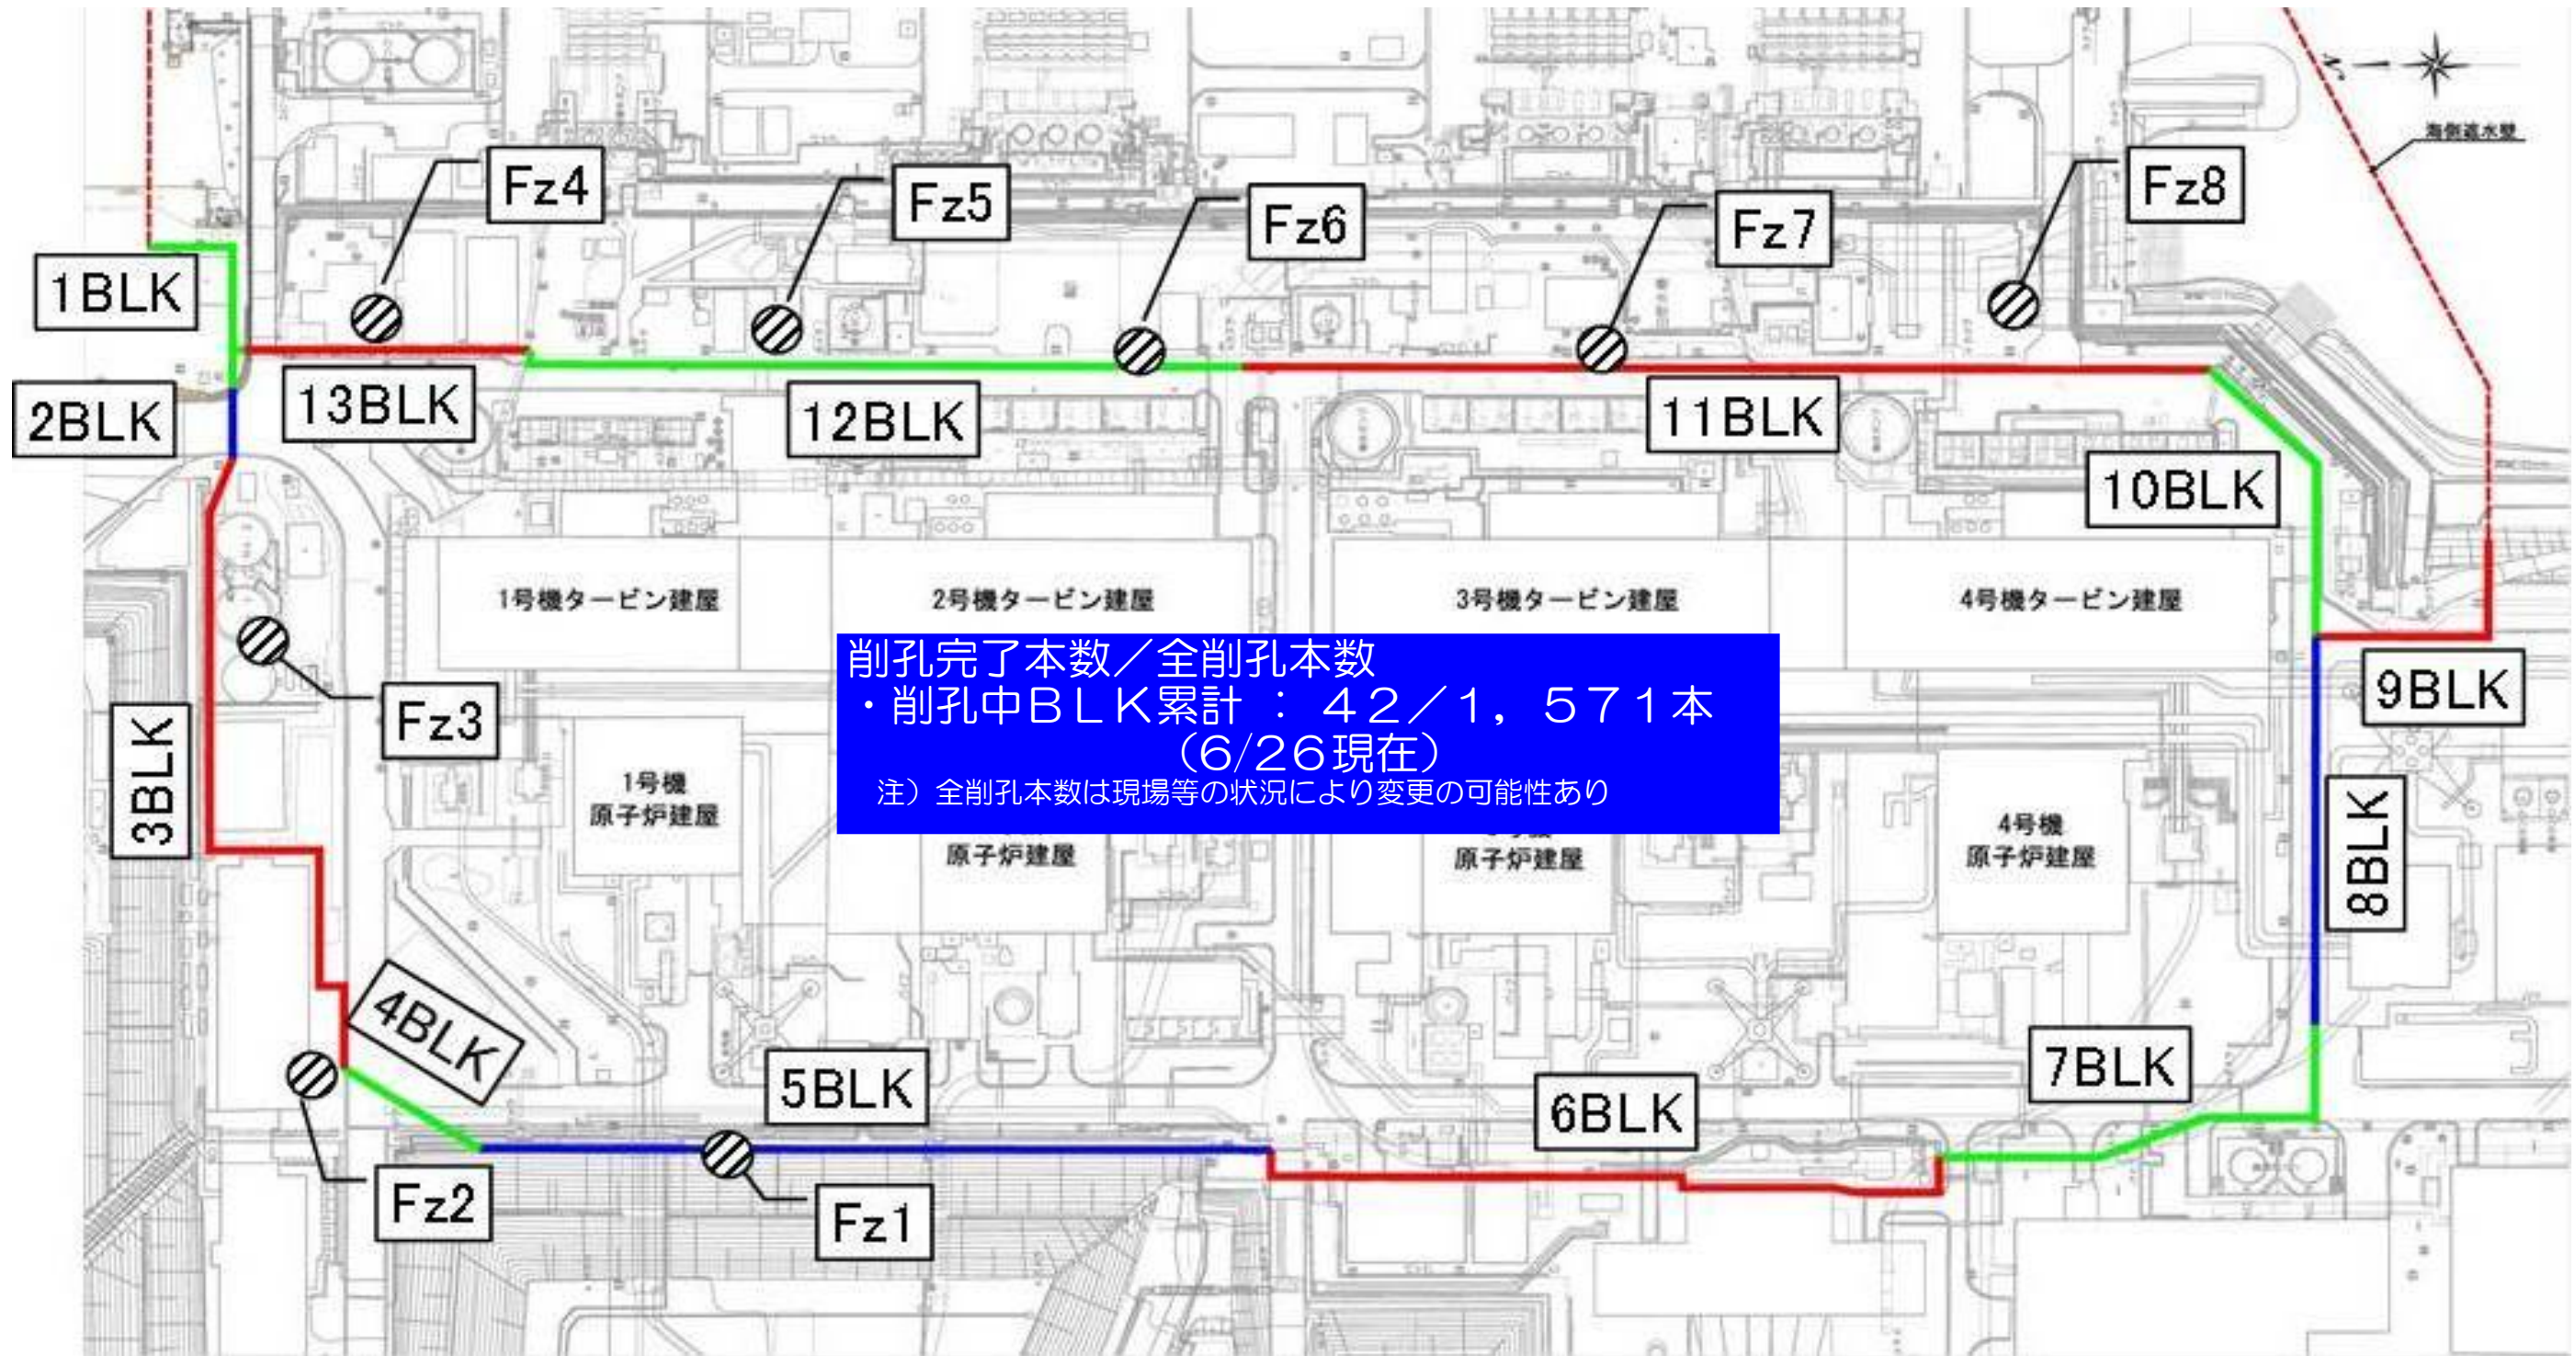 N
海側遮水壁
Fz4
Fz5
Fz6
Fz7
Fz8
1BLK
2BLK
13BLK
12BLK
11BLK
10BLK
1号機タービン建屋
2号機タービン建屋
3号機タービン建屋
4号機タービン建屋
削孔完了本数／全削孔本数
・削孔中ＢＬＫ累計 ： ４２／１，５７１本
（6/２６現在）
注）全削孔本数は現場等の状況により変更の可能性あり
Fz3
3BLK
9BLK
8BLK
1号機
原子炉建屋
原子炉建屋
原子炉建屋
4号機
原子炉建屋
4BLK
5BLK
6BLK
7BLK
Fz2
Fz1